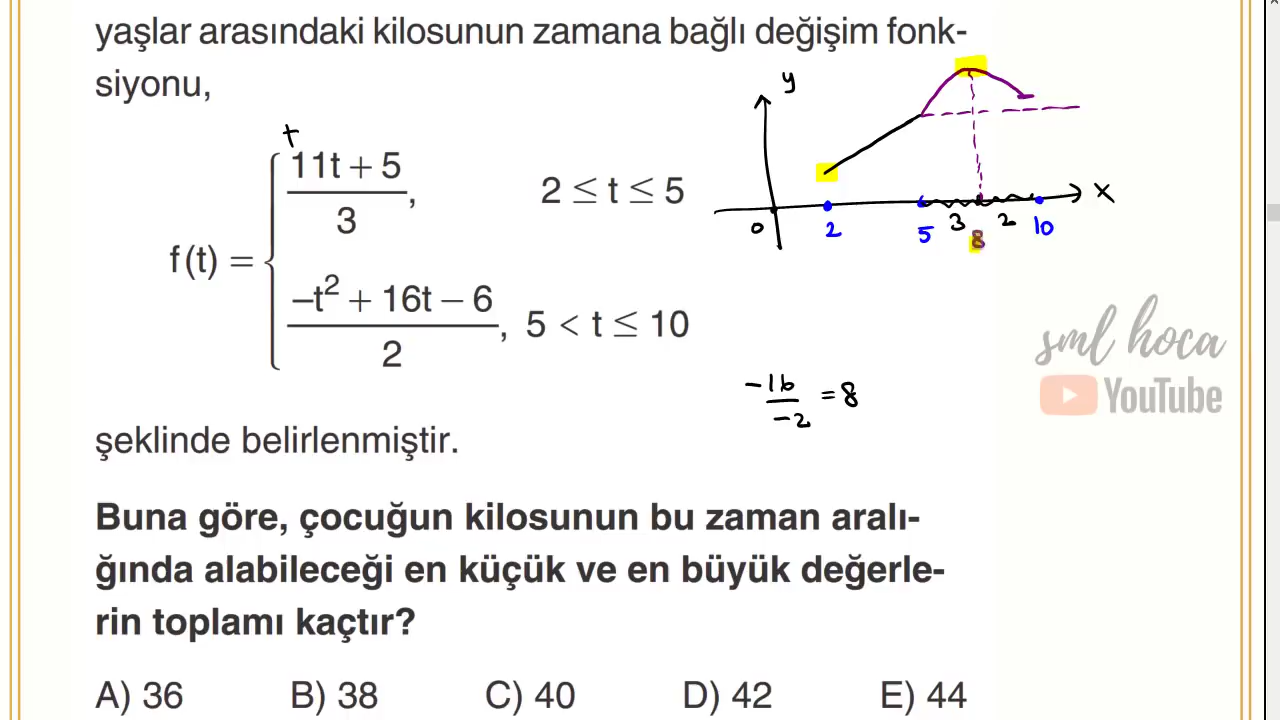 yaşlar arasındaki kilosunun zamana bağlı değişim fonk-
siyonu,
f(t) =
+
11t + 5
3
,
2 ≤ t ≤ 5
–t² + 16t – 6
2
, 5 < t ≤ 10
y
x
0
2
5
3
8
2
10
-16
-2
= 8
sml hoca
YouTube
şeklinde belirlenmiştir.
Buna göre, çocuğun kilosunun bu zaman aralı-
ğında alabileceği en küçük ve en büyük değerle-
rin toplamı kaçtır?
A) 36 B) 38 C) 40 D) 42 E) 44